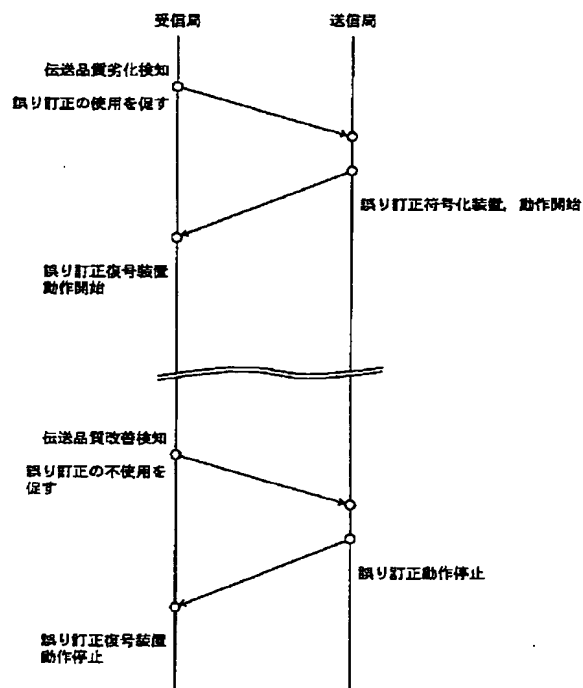 受信局
送信局
伝送品質劣化検知
誤り訂正の使用を促す
誤り訂正符号化装置，動作開始
誤り訂正復号装置
動作開始
伝送品質改善検知
誤り訂正の不使用を
促す
誤り訂正動作停止
誤り訂正復号装置
動作停止